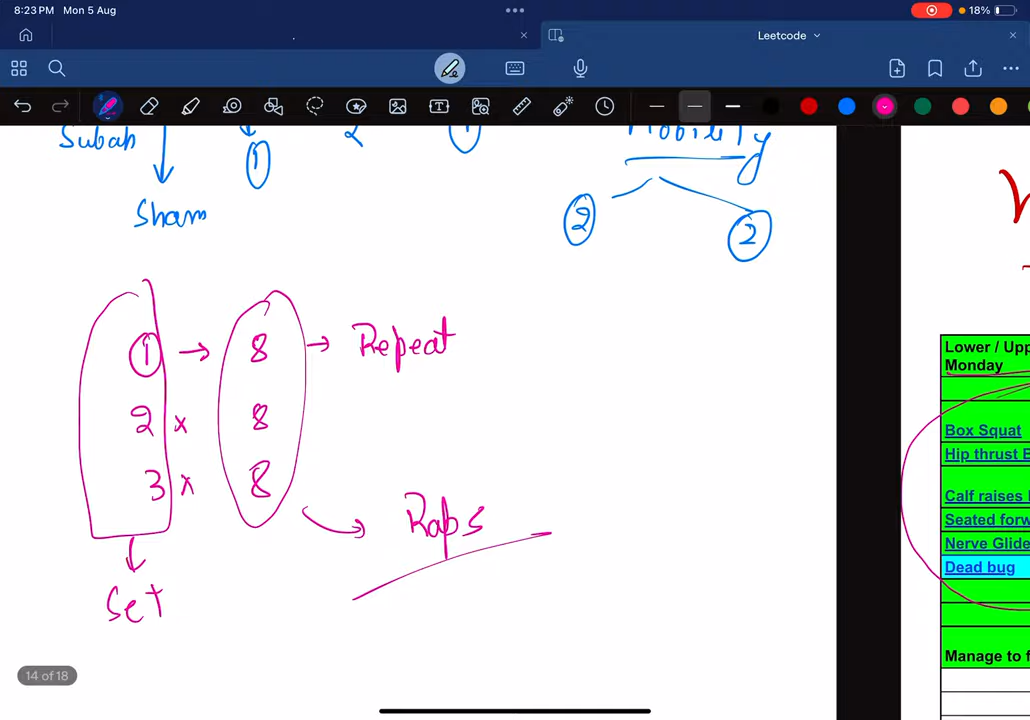 8:23 PM Mon 5 Aug
18%
Leetcode
Subah
1
2
1
Mobility
Sham
2
2
1 → 8 → Repeat
2 × 8
3 × 8
Raps
Set
Lower / Upp
Monday
Box Squat
Hip thrust B
Calf raises
Seated forw
Nerve Glide
Dead bug
Manage to f
14 of 18